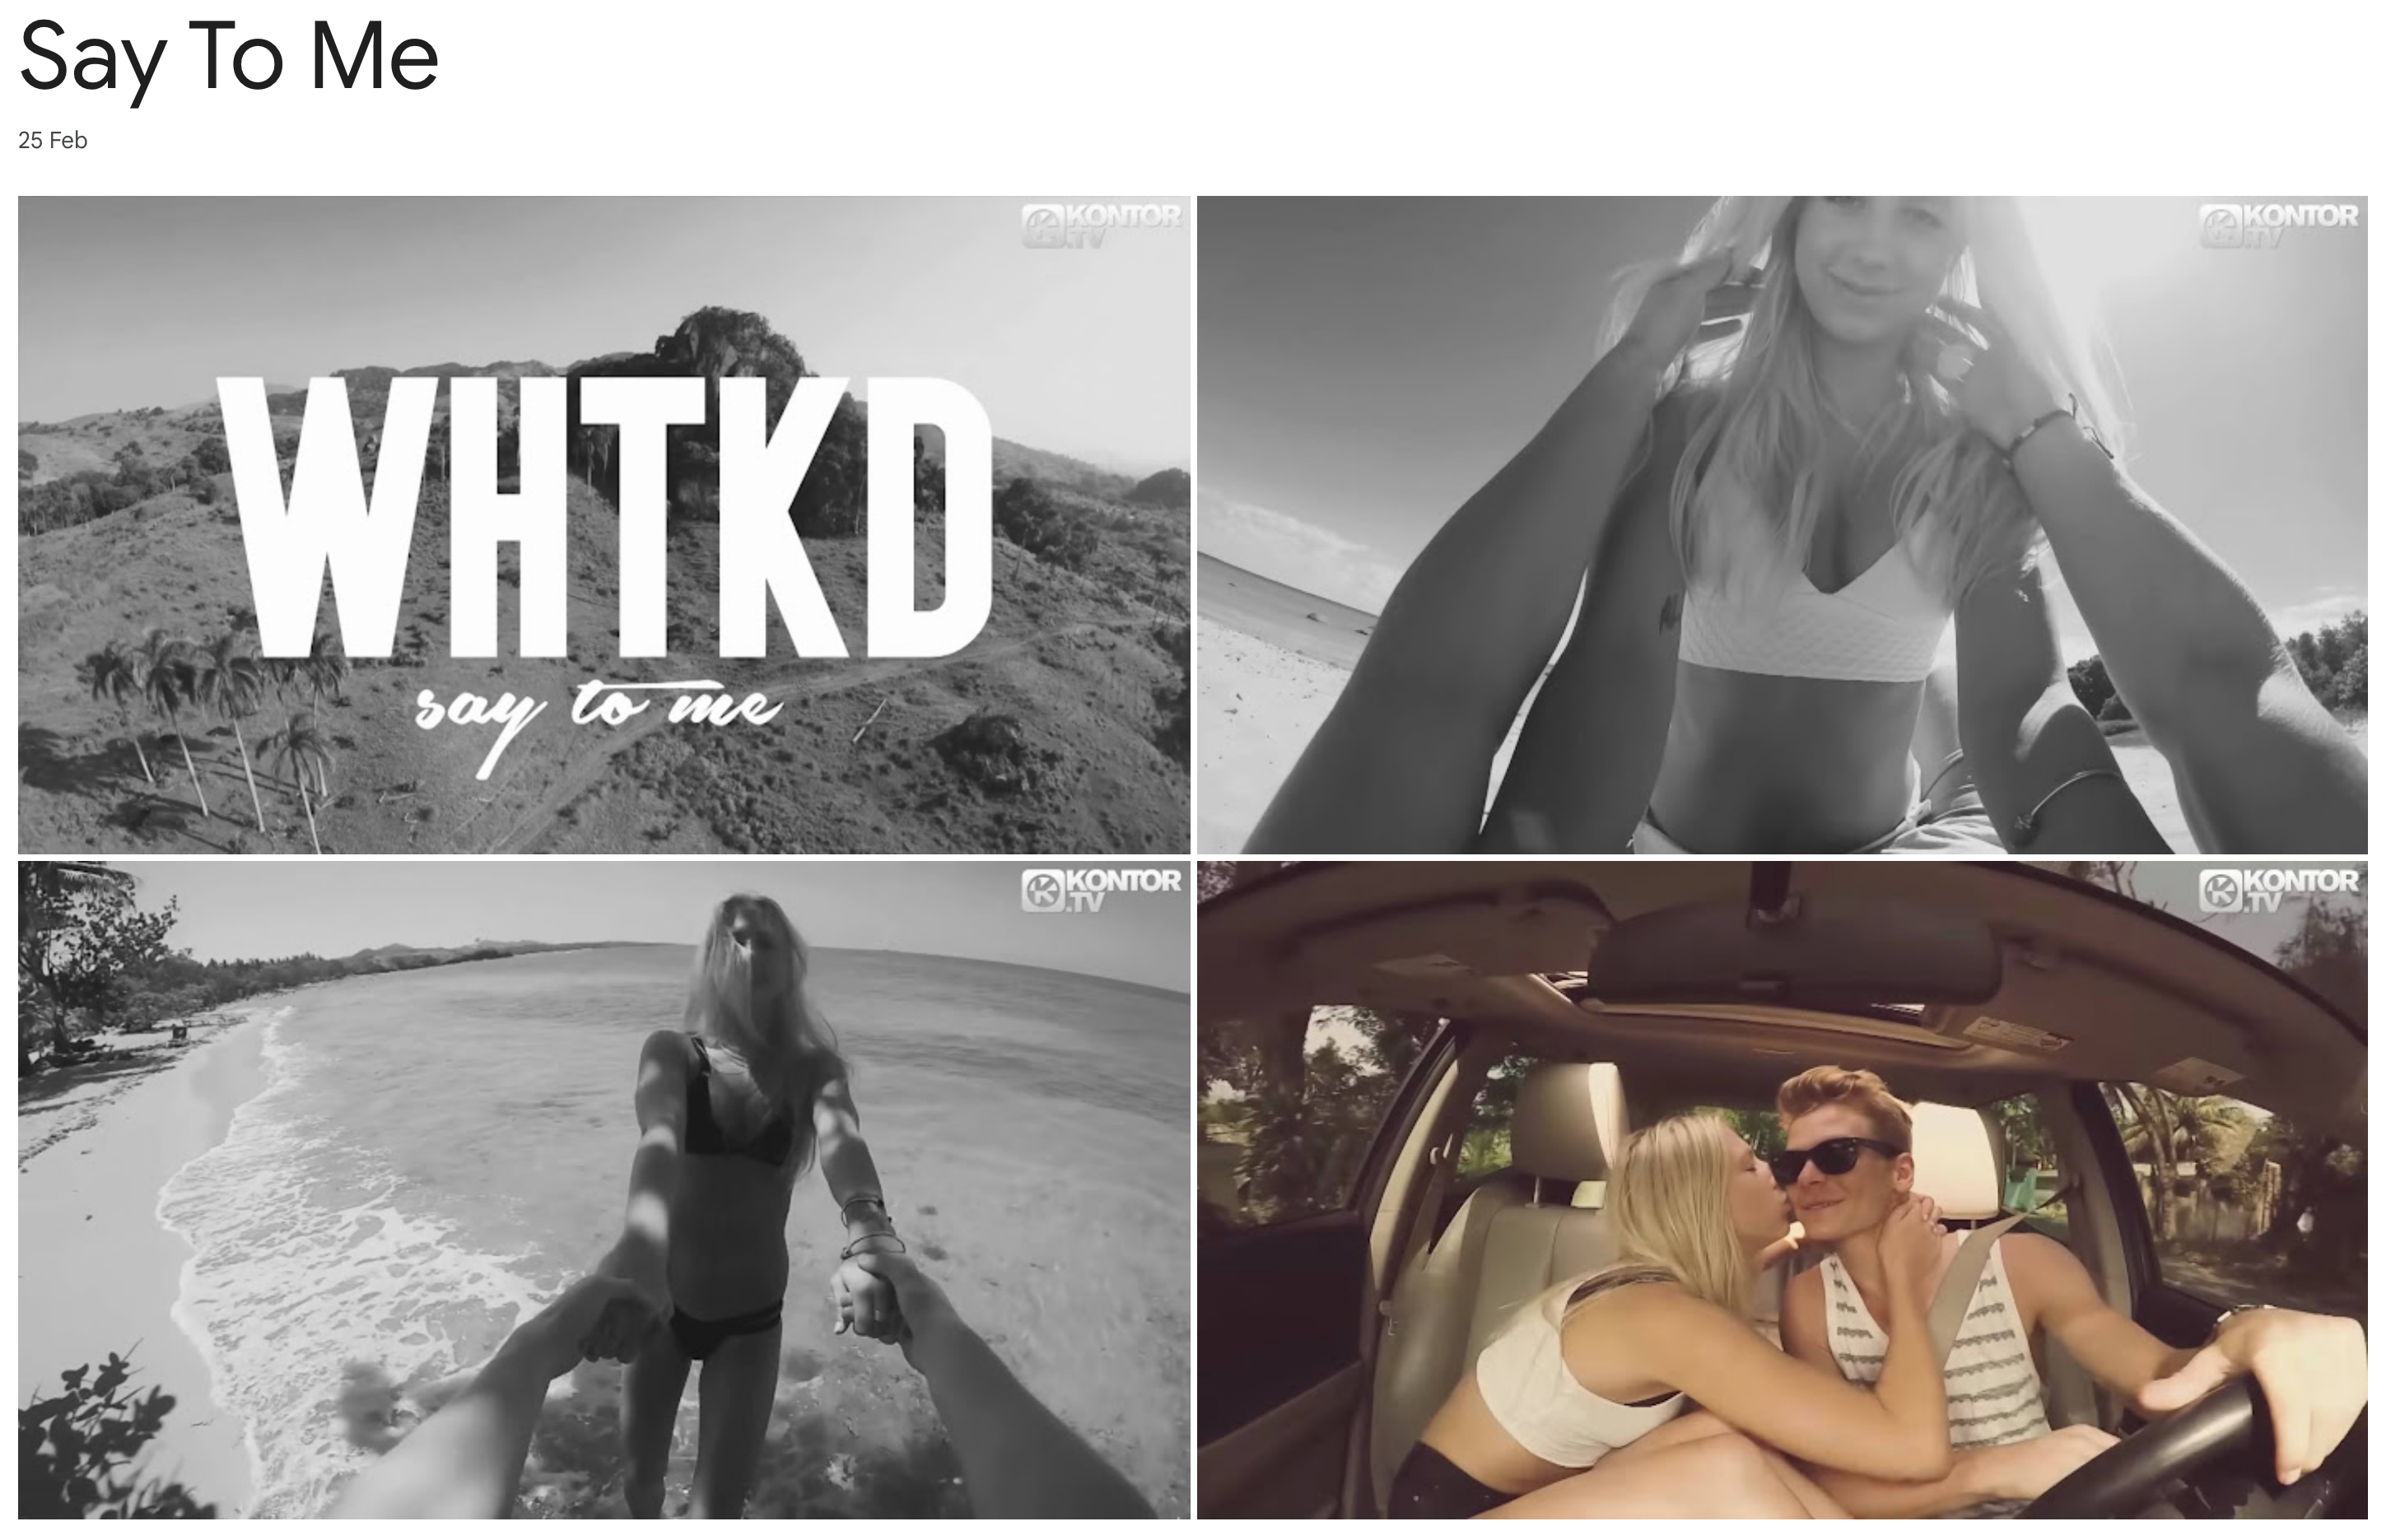 Say To Me
25 Feb
KONTOR
.TV
KONTOR
.TV
WHTKD
say to me
KONTOR
.TV
KONTOR
.TV